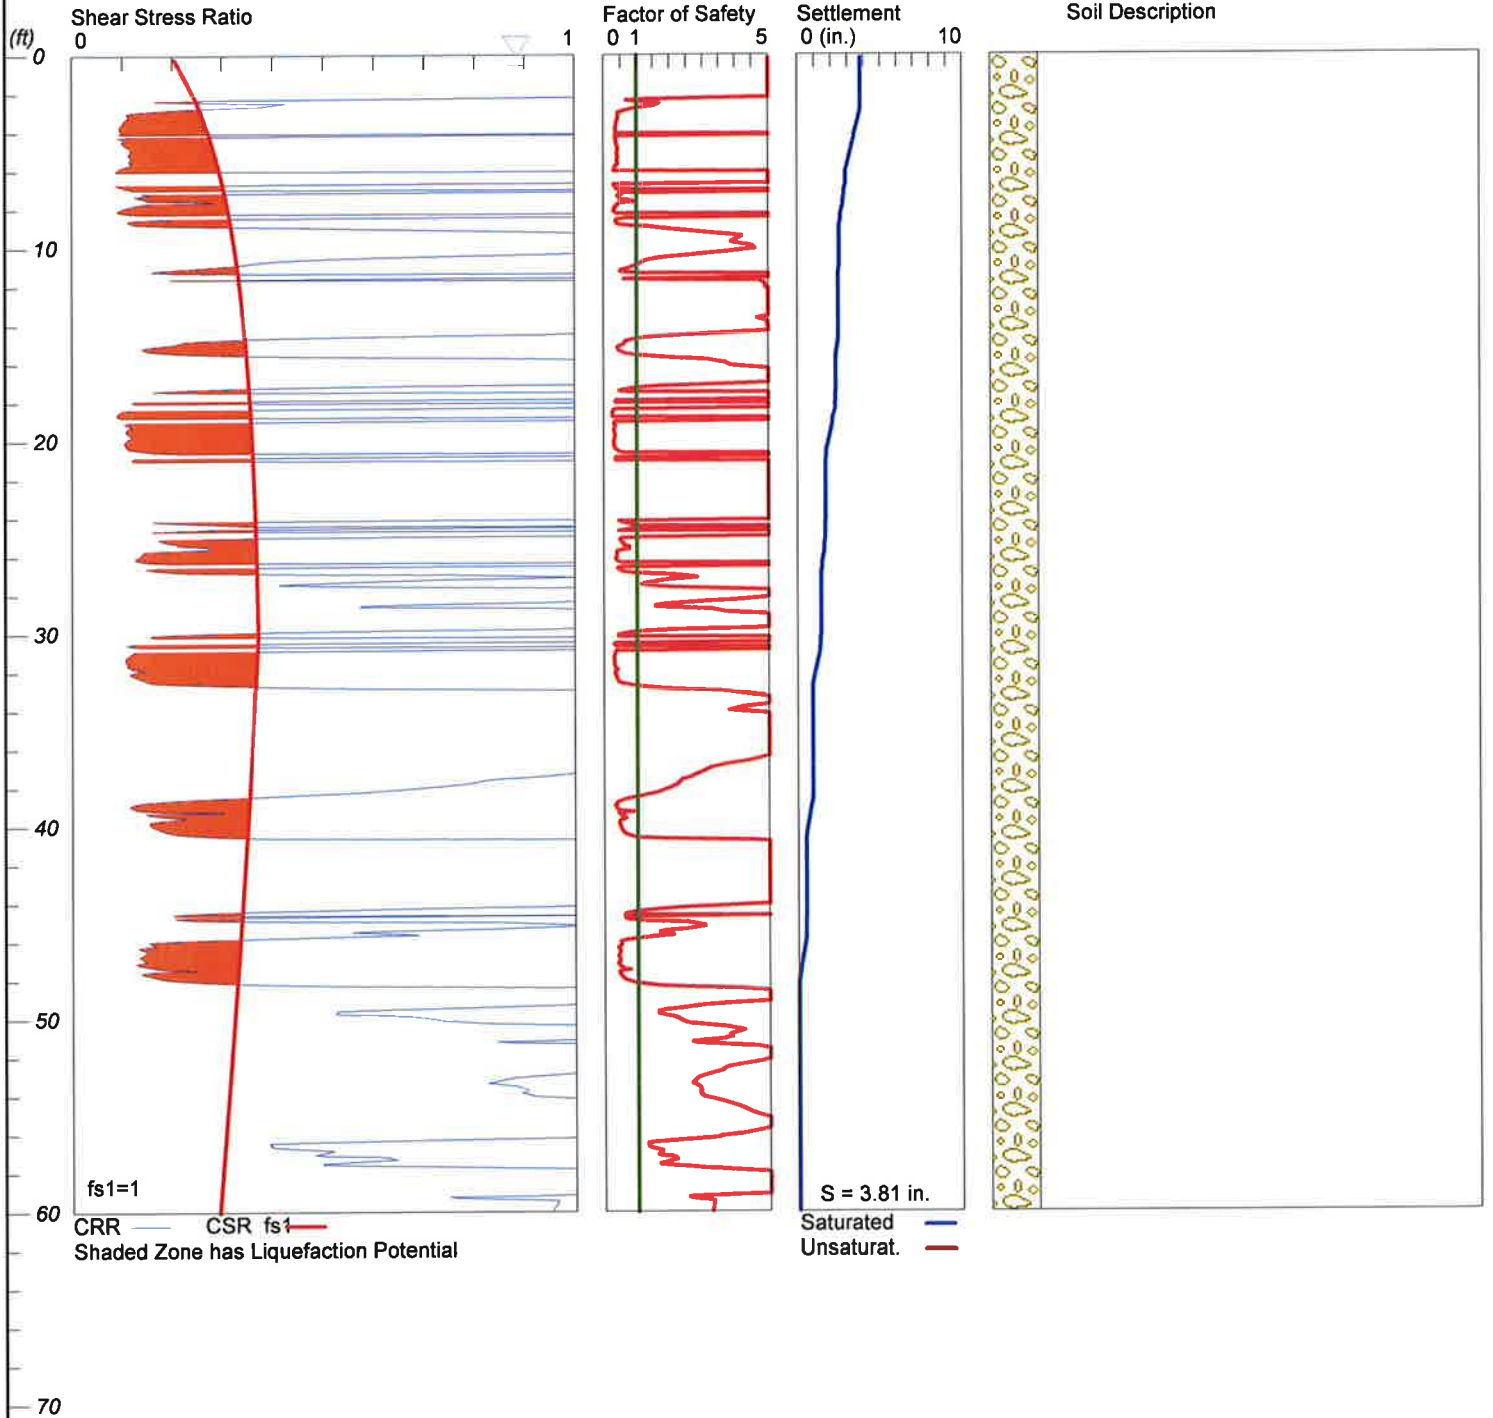 Shear Stress Ratio
Factor of Safety
Settlement
Soil Description
(ft)
0 1
0 1 5
0 (in.) 10
0
10
20
30
40
50
60
70
fs1=1
S = 3.81 in.
CRR CSR fs1
Shaded Zone has Liquefaction Potential
Saturated
Unsaturat.